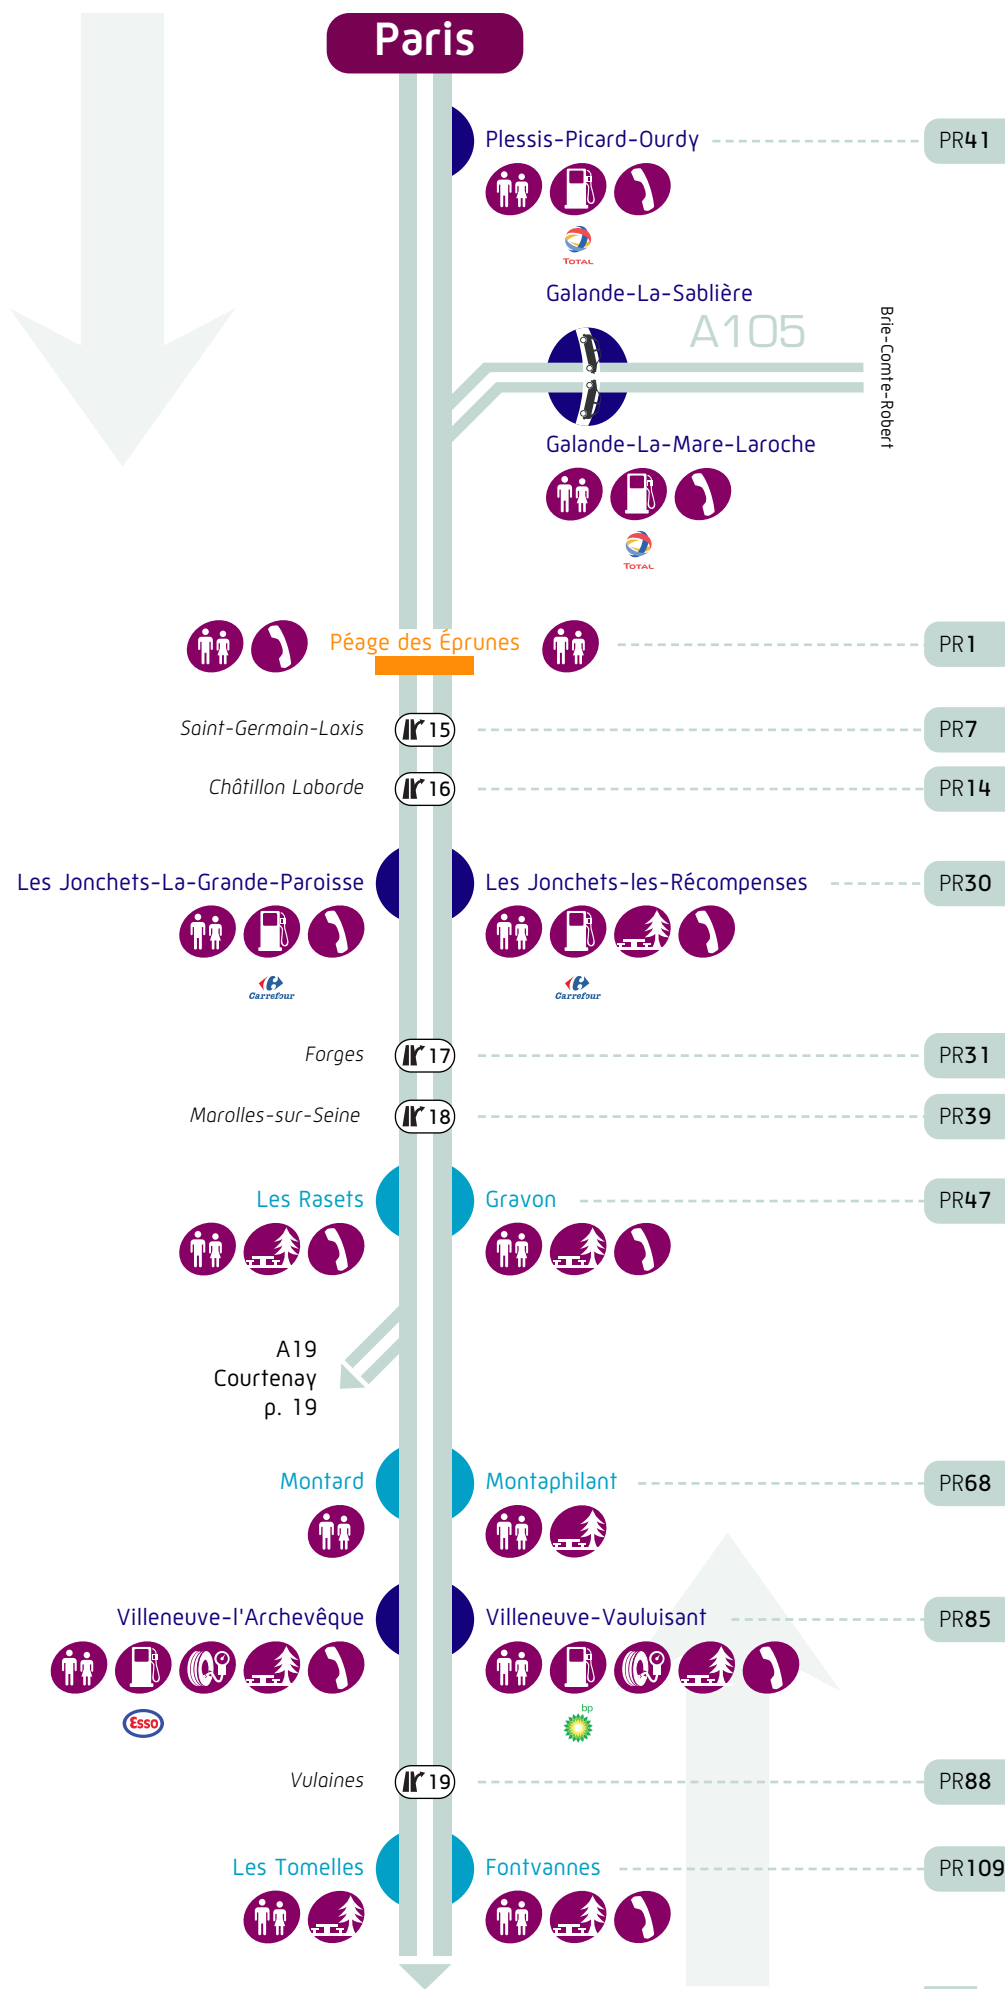 Paris
Plessis-Picard-Ourdy
PR41
TOTAL
Galande-La-Sablière
A105
Brie-Comte-Robert
Galande-La-Mare-Laroche
TOTAL
Péage des Éprunes
PR1
Saint-Germain-Laxis
15
PR7
Châtillon Laborde
16
PR14
Les Jonchets-La-Grande-Paroisse
Les Jonchets-les-Récompenses
PR30
Carrefour
Carrefour
Forges
17
PR31
Marolles-sur-Seine
18
PR39
Les Rasets
Gravon
PR47
A19
Courtenay
p. 19
Montard
Montaphilant
PR68
Villeneuve-l'Archevêque
Villeneuve-Vauluisant
PR85
Esso
bp
Vulaines
19
PR88
Les Tomelles
Fontvannes
PR109